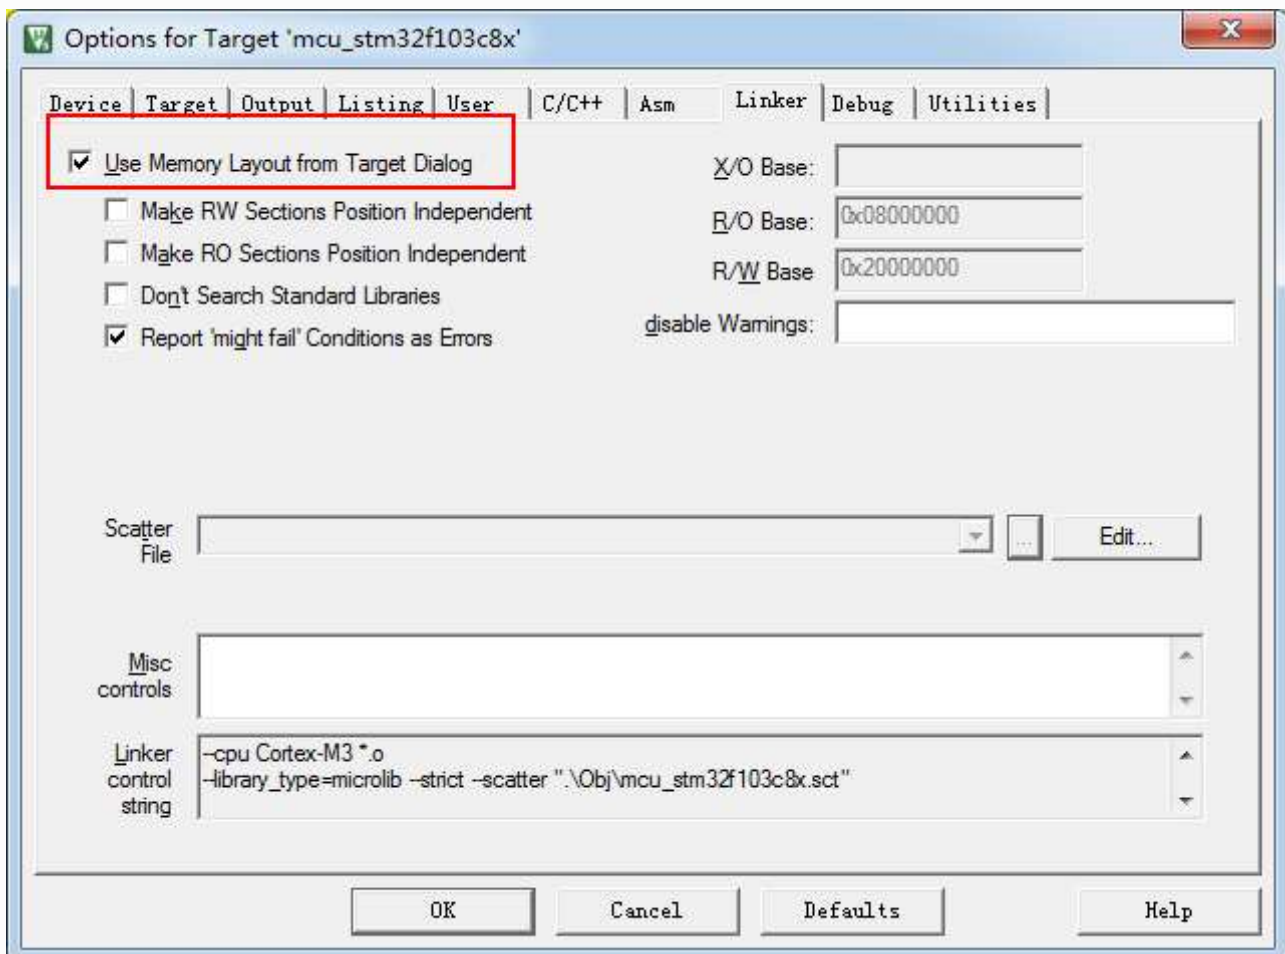 Options for Target 'mcu_stm32f103c8x'
Device Target Output Listing User C/C++ Asm Linker Debug Utilities
Use Memory Layout from Target Dialog
Make RW Sections Position Independent
Make RO Sections Position Independent
Don't Search Standard Libraries
Report 'might fail' Conditions as Errors
X/O Base:
R/O Base: 0x08000000
R/W Base 0x20000000
disable Warnings:
Scatter
File
...
Edit...
Misc
controls
Linker
control
string
--cpu Cortex-M3 *.o
--library_type=microlib --strict --scatter ".\Obj\mcu_stm32f103c8x.sct"
OK Cancel Defaults Help